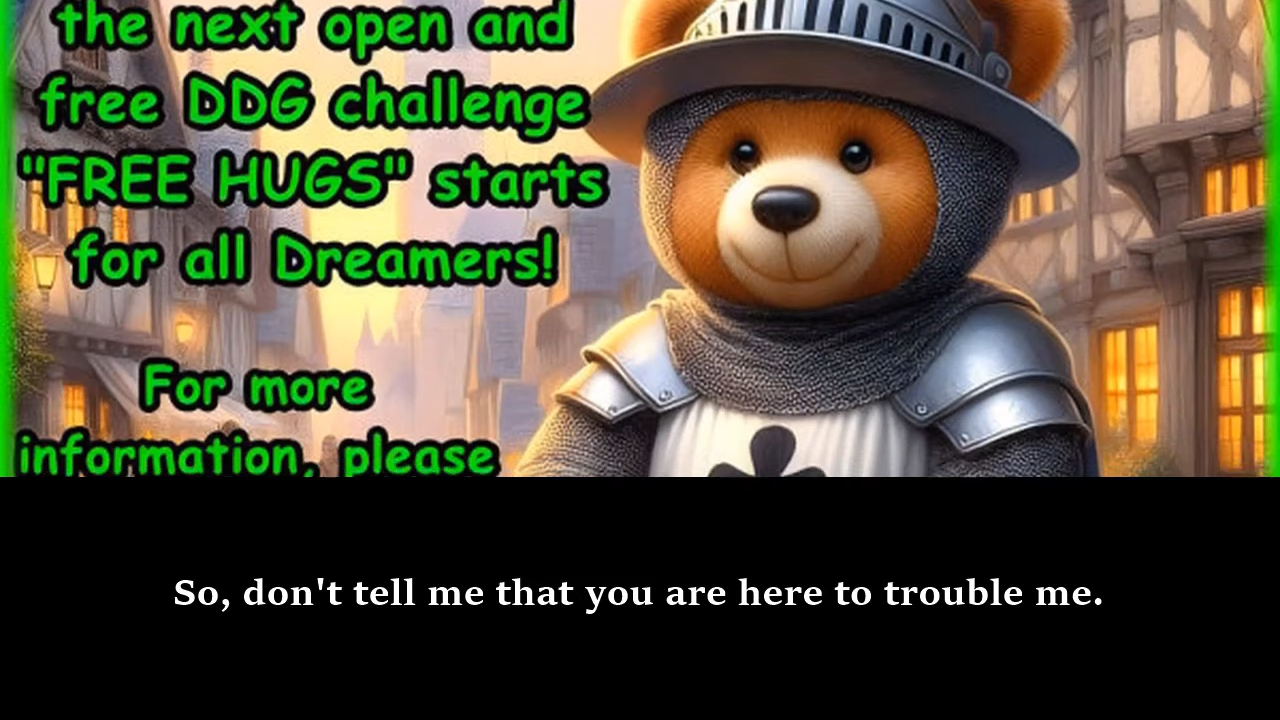 the next open and
free DDG challenge
"FREE HUGS" starts
for all Dreamers!
For more
information, please
So, don't tell me that you are here to trouble me.